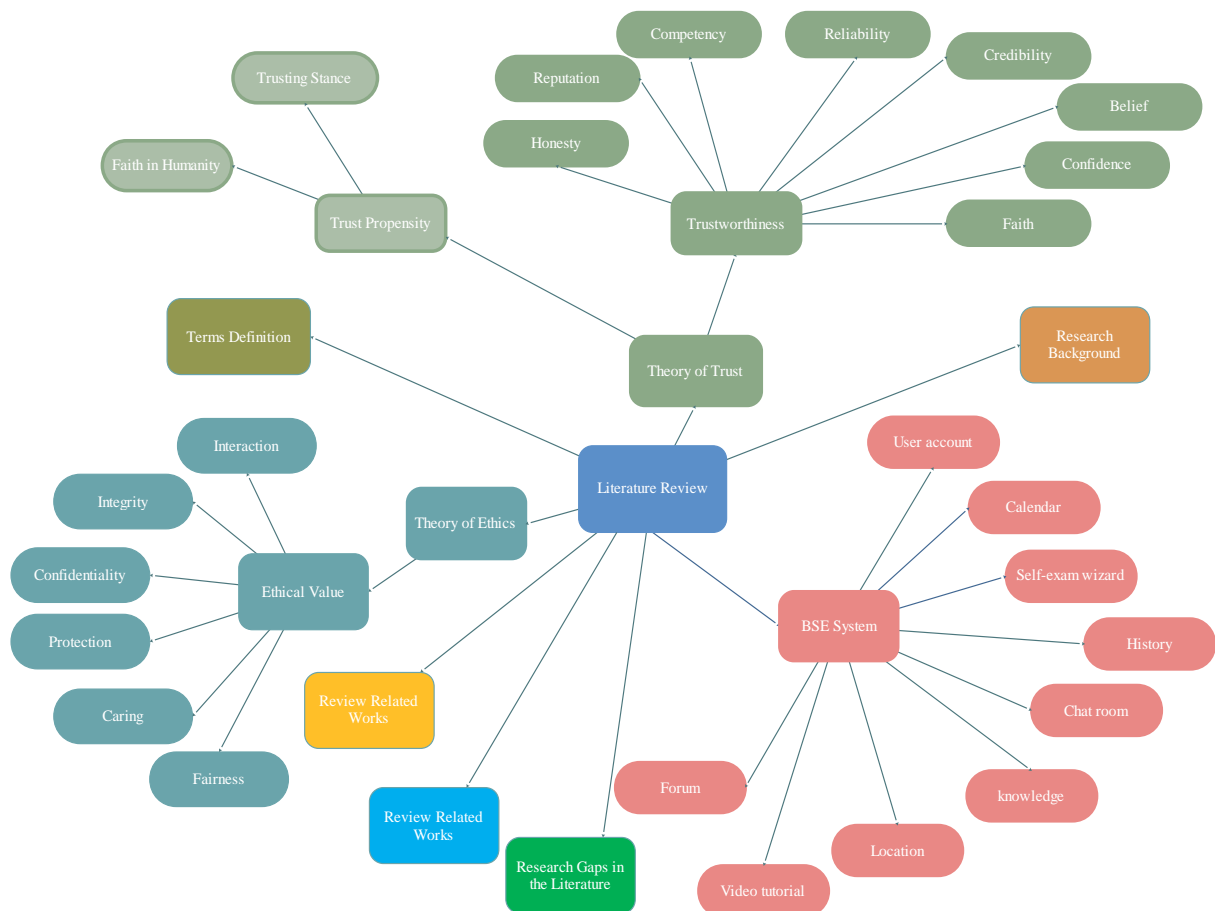 Competency
Reliability
Credibility
Trusting Stance
Reputation
Belief
Honesty
Faith in Humanity
Confidence
Trust Propensity
Trustworthiness
Faith
Terms Definition
Research
Background
Theory of Trust
User account
Interaction
Literature Review
Integrity
Calendar
Theory of Ethics
Confidentiality
Self-exam wizard
Ethical Value
BSE System
Protection
History
Caring
Review Related
Works
Chat room
Fairness
Forum
knowledge
Review Related
Works
Location
Research Gaps in
the Literature
Video tutorial